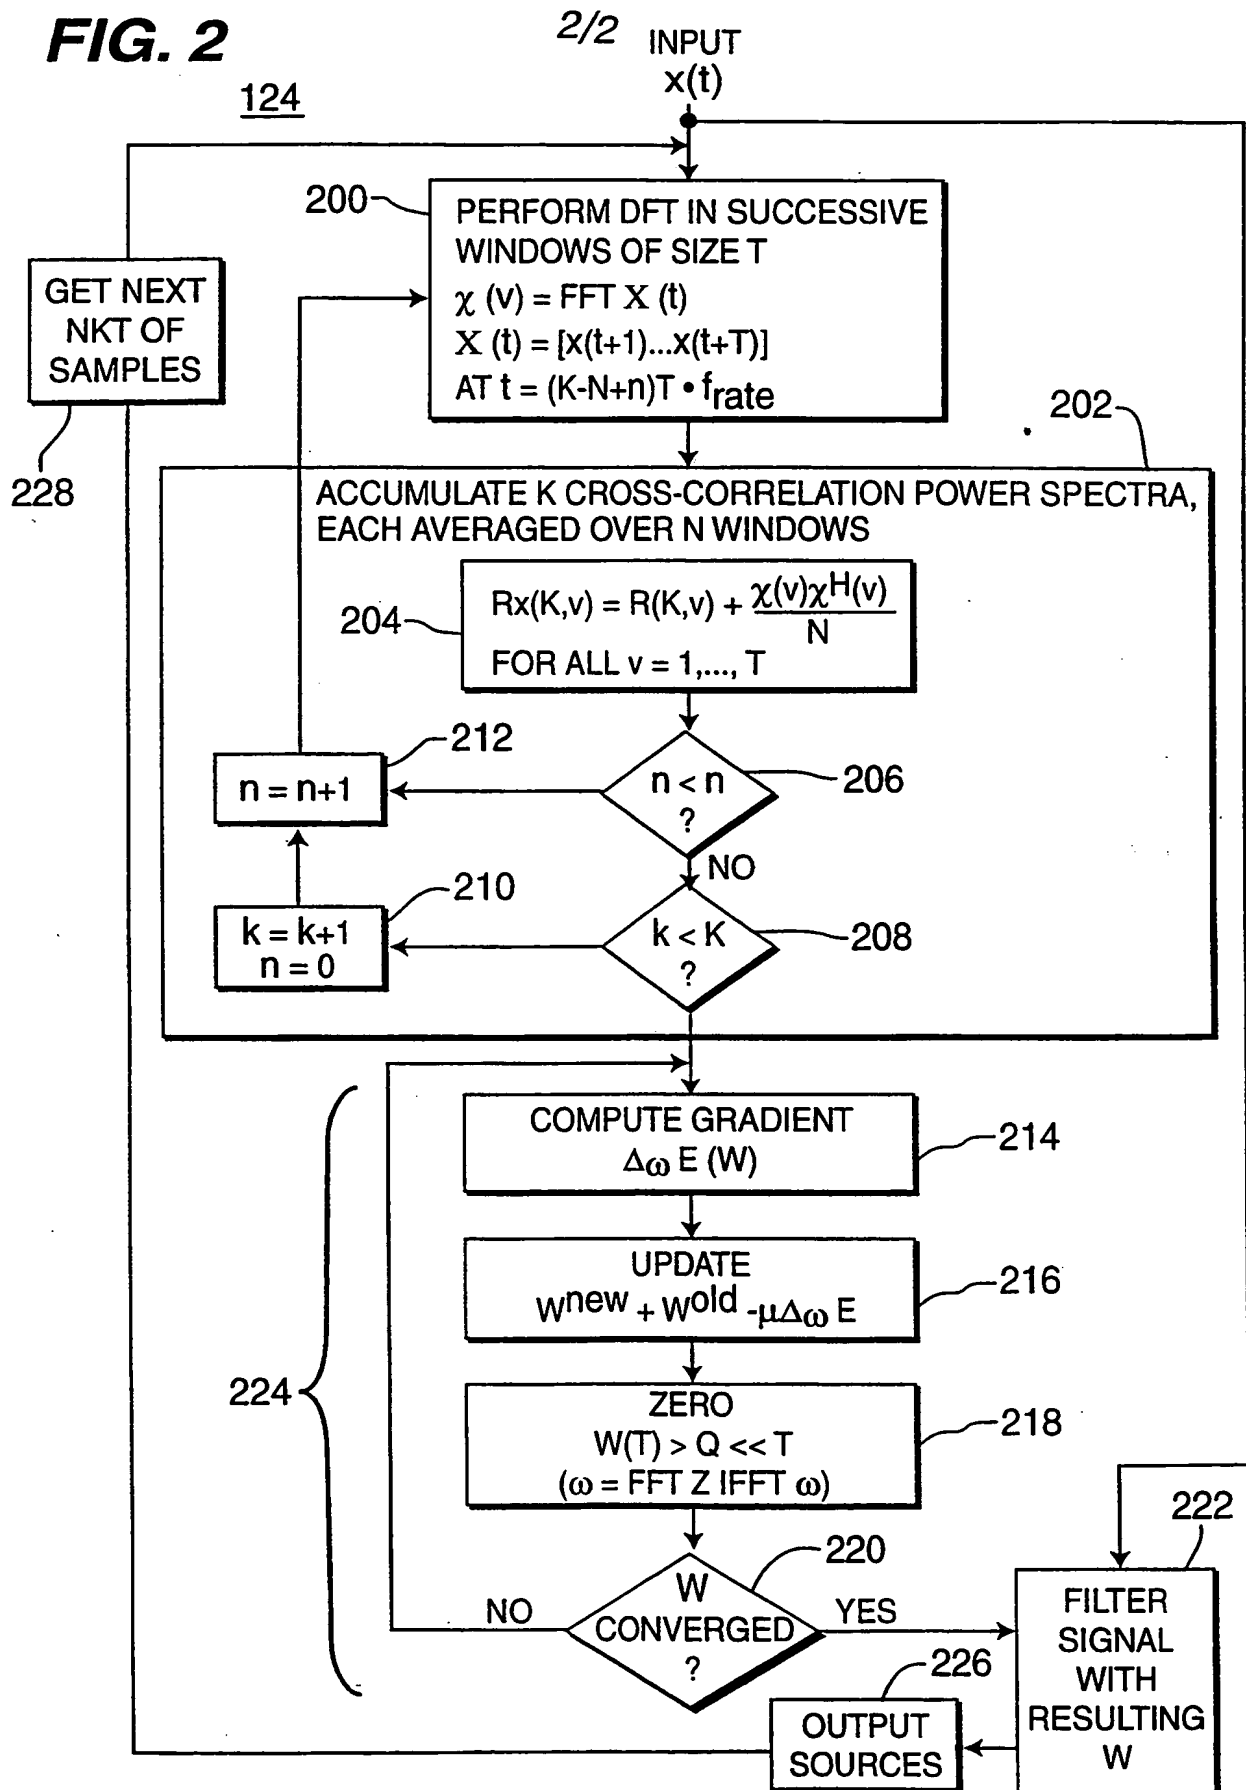 FIG. 2
2/2
INPUT
x(t)
124
200
PERFORM DFT IN SUCCESSIVE
WINDOWS OF SIZE T
χ (v) = FFT X (t)
X (t) = [x(t+1)...x(t+T)]
AT t = (K-N+n)T • frate
GET NEXT
NKT OF
SAMPLES
228
202
ACCUMULATE K CROSS-CORRELATION POWER SPECTRA,
EACH AVERAGED OVER N WINDOWS
204
Rx(K,v) = R(K,v) + χ(v)χH(v)
N
FOR ALL v = 1,..., T
212
n = n+1
n < n
?
206
NO
210
k = k+1
n = 0
k < K
?
208
COMPUTE GRADIENT
Δω E (W)
214
UPDATE
Wnew + Wold -μΔω E
216
224
ZERO
W(T) > Q << T
(ω = FFT Z IFFT ω)
218
W
CONVERGED
?
220
NO
YES
222
FILTER
SIGNAL
WITH
RESULTING
W
226
OUTPUT
SOURCES